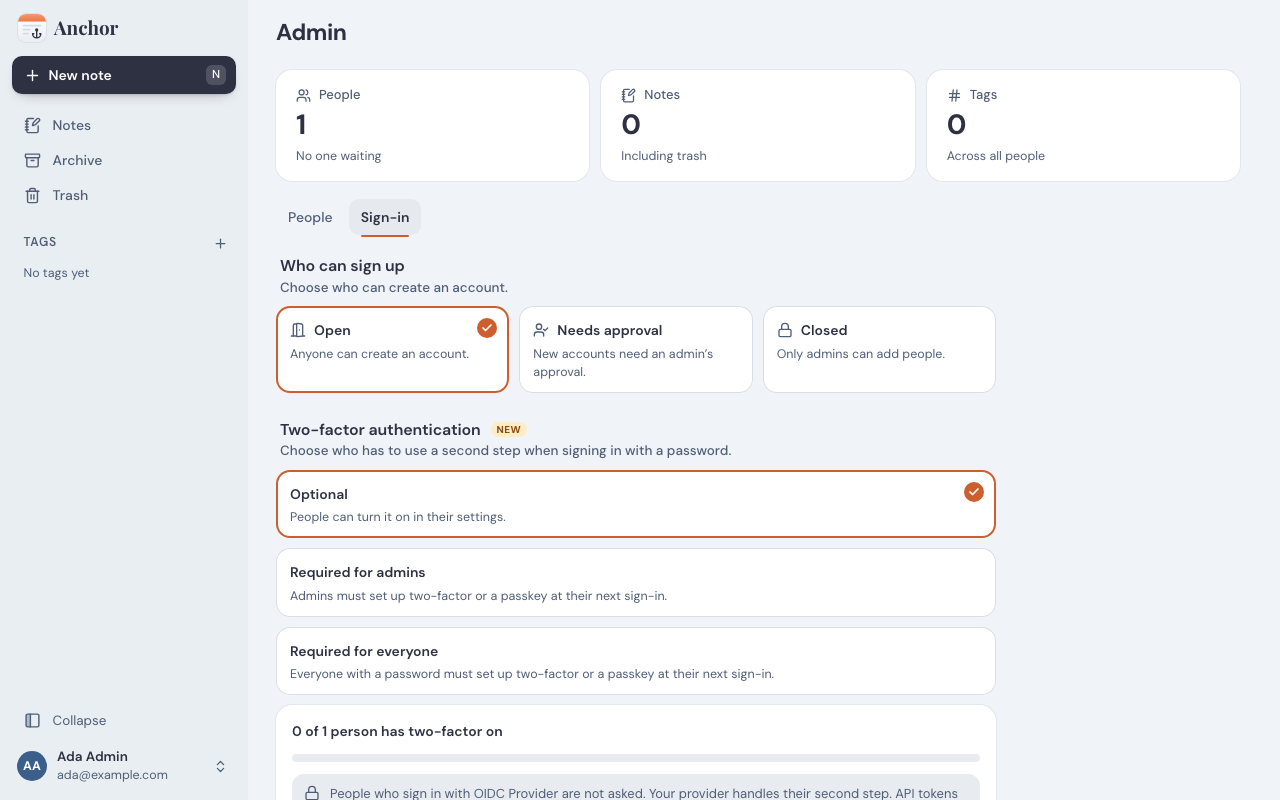 Anchor
New note
N
Notes
Archive
Trash
TAGS
No tags yet
Collapse
AA
Ada Admin
ada@example.com
Admin
People
1
No one waiting
Notes
0
Including trash
Tags
0
Across all people
People
Sign-in
Who can sign up
Choose who can create an account.
Open
Anyone can create an account.
Needs approval
New accounts need an admin’s
approval.
Closed
Only admins can add people.
Two-factor authentication NEW
Choose who has to use a second step when signing in with a password.
Optional
People can turn it on in their settings.
Required for admins
Admins must set up two-factor or a passkey at their next sign-in.
Required for everyone
Everyone with a password must set up two-factor or a passkey at their next sign-in.
0 of 1 person has two-factor on
People who sign in with OIDC Provider are not asked. Your provider handles their second step. API tokens